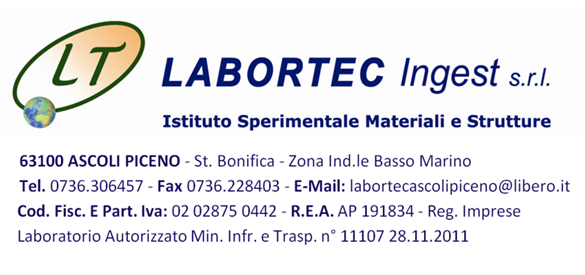 LT LABORTEC Ingest s.r.l.
Istituto Sperimentale Materiali e Strutture
63100 ASCOLI PICENO - St. Bonifica - Zona Ind.le Basso Marino
Tel. 0736.306457 - Fax 0736.228403 - E-Mail: labortecascolipiceno@libero.it
Cod. Fisc. E Part. Iva: 02 02875 0442 - R.E.A. AP 191834 - Reg. Imprese
Laboratorio Autorizzato Min. Infr. e Trasp. n° 11107 28.11.2011